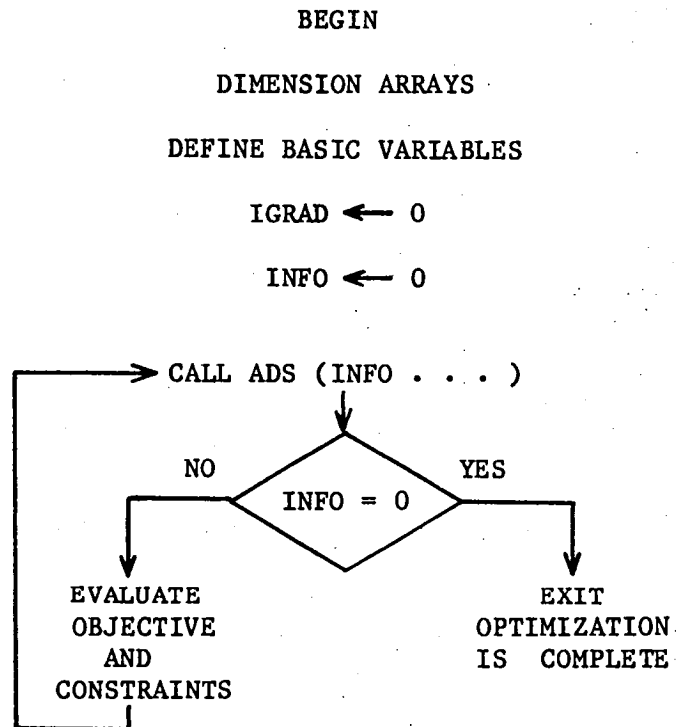 BEGIN
DIMENSION ARRAYS
DEFINE BASIC VARIABLES
IGRAD ← 0
INFO ← 0
CALL ADS (INFO . . . )
NO
YES
INFO = 0
EVALUATE
OBJECTIVE
AND
CONSTRAINTS
EXIT
OPTIMIZATION
IS COMPLETE